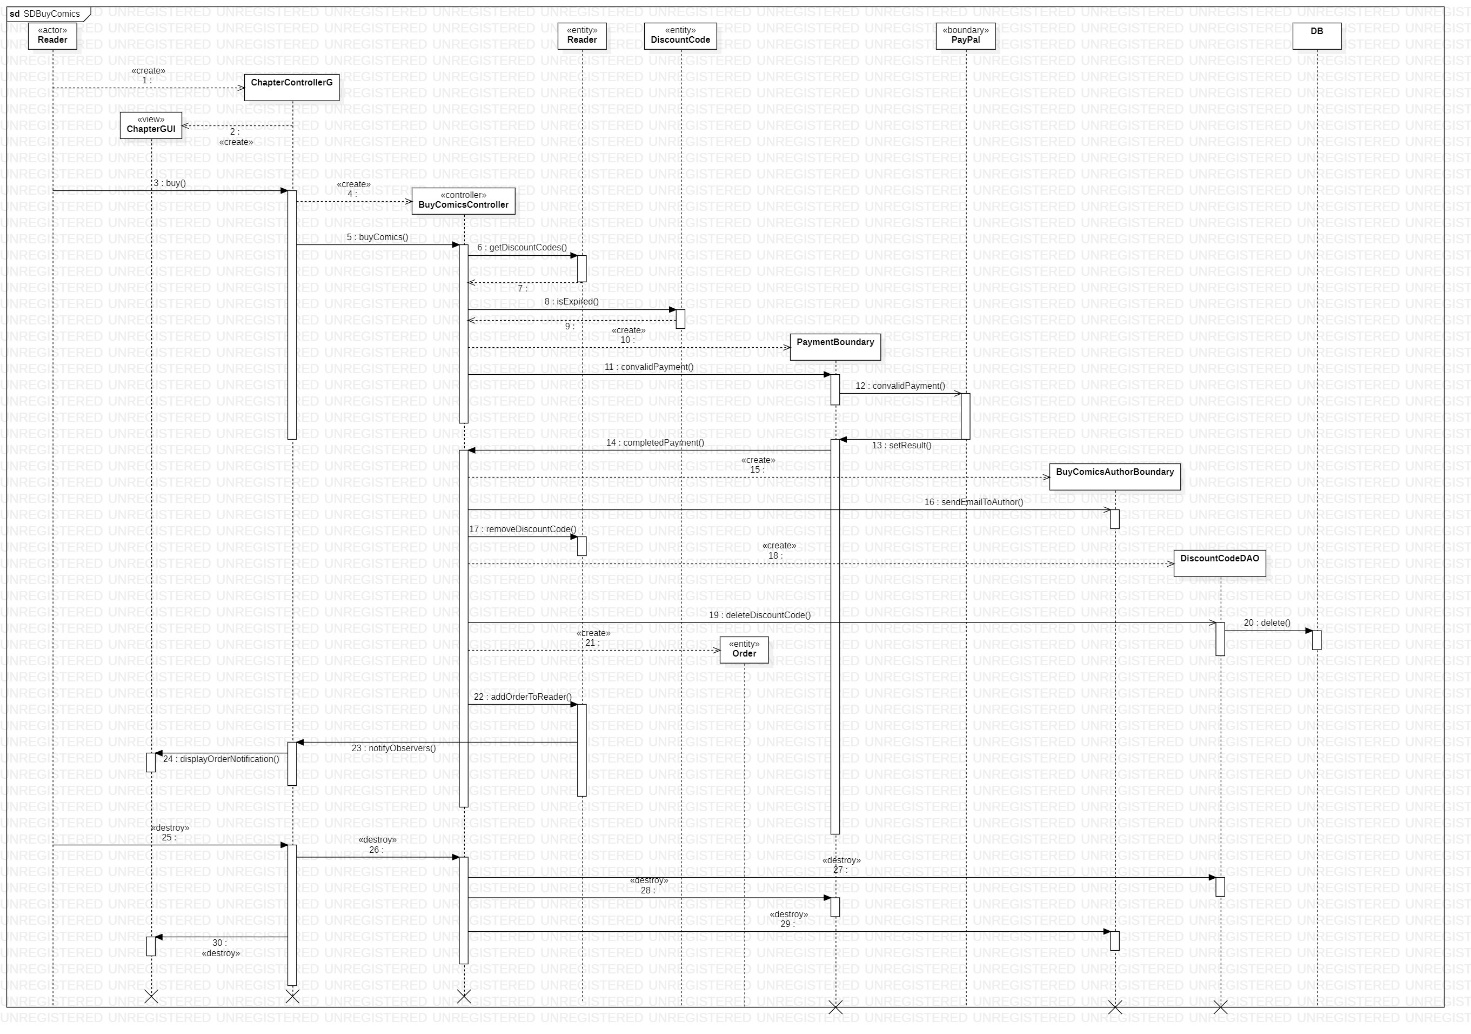 sd SDBuyComics
«actor»
Reader
«entity»
Reader
«entity»
DiscountCode
«boundary»
PayPal
DB
«create»
1 :
ChapterControllerG
«view»
ChapterGUI
2 :
«create»
3 : buy()
«create»
4 :
«controller»
BuyComicsController
5 : buyComics()
6 : getDiscountCodes()
7 :
8 : isExpired()
9 :
«create»
10 :
PaymentBoundary
11 : convalidPayment()
12 : convalidPayment()
13 : setResult()
14 : completedPayment()
«create»
15 :
BuyComicsAuthorBoundary
16 : sendEmailToAuthor()
17 : removeDiscountCode()
«create»
18 :
DiscountCodeDAO
19 : deleteDiscountCode()
20 : delete()
«create»
21 :
«entity»
Order
22 : addOrderToReader()
23 : notifyObservers()
24 : displayOrderNotification()
«destroy»
25 :
«destroy»
26 :
«destroy»
27 :
«destroy»
28 :
«destroy»
29 :
30 :
«destroy»
UNREGISTERED